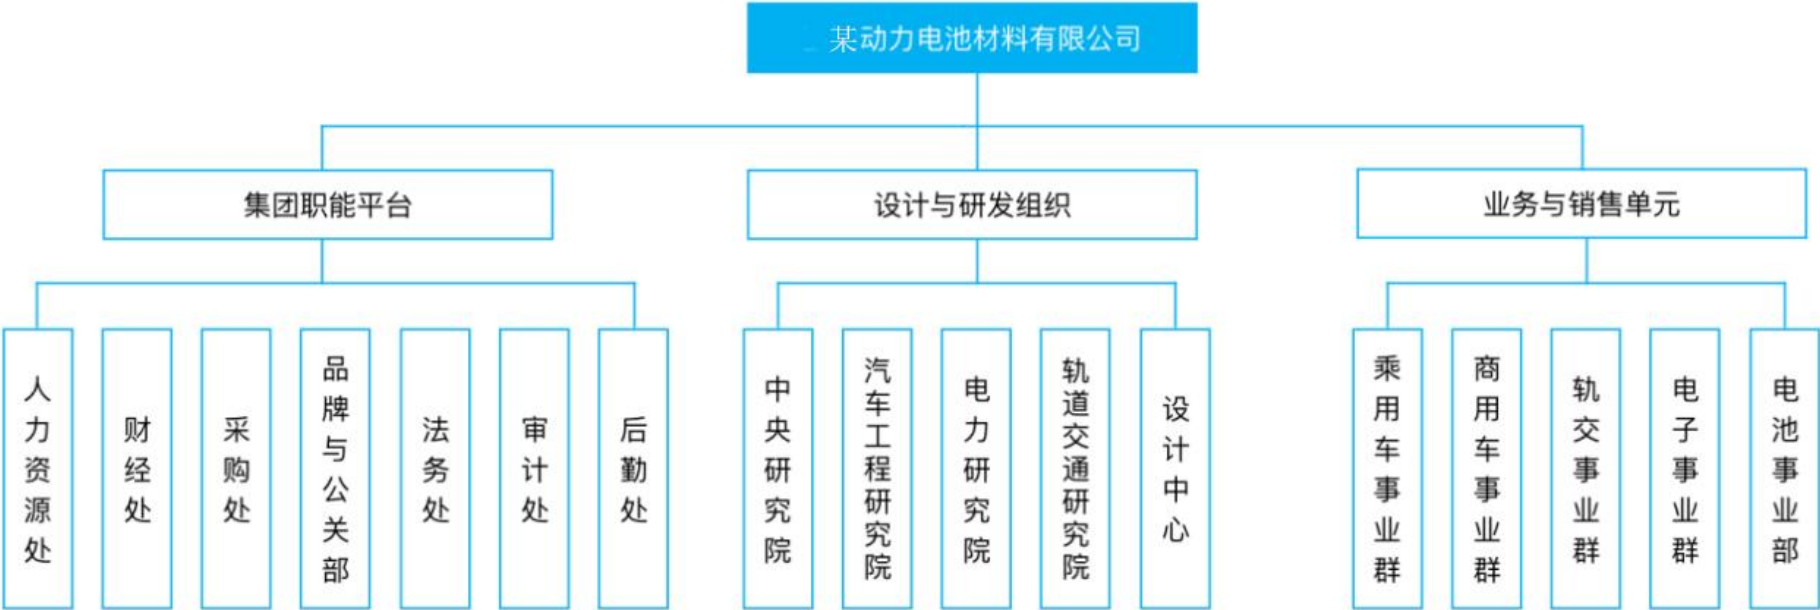 某动力电池材料有限公司
集团职能平台
设计与研发组织
业务与销售单元
人力资源处
财经处
采购处
品牌与公关部
法务处
审计处
后勤处
中央研究院
汽车工程研究院
电力研究院
轨道交通研究院
设计中心
乘用车事业群
商用车事业群
轨交事业群
电子事业群
电池事业部